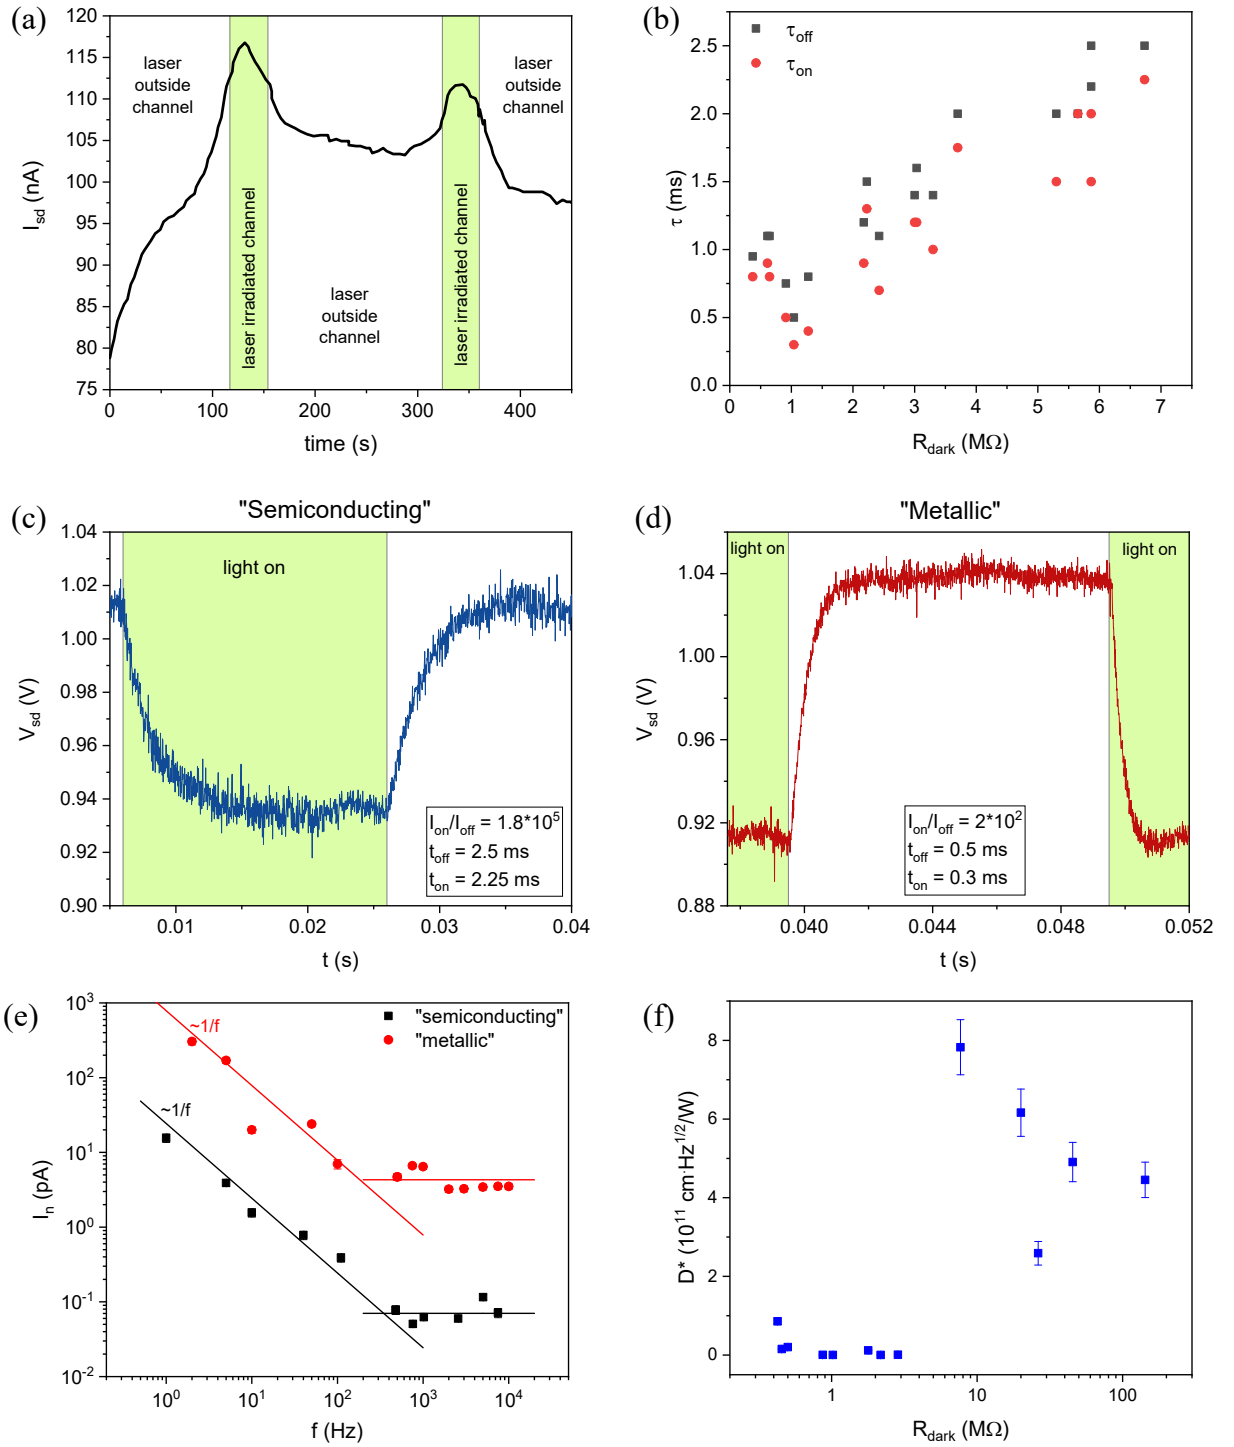 (a)
120
115
110
105
100
95
90
85
80
75
I_sd (nA)
laser
outside
channel
laser irradiated channel
laser
outside
channel
laser irradiated channel
laser
outside
channel
0
100
200
300
400
time (s)
(b)
τ_off
τ_on
2.5
2.0
1.5
1.0
0.5
0.0
τ (ms)
0
1
2
3
4
5
6
7
R_dark (MΩ)
(c)
"Semiconducting"
1.04
1.02
1.00
0.98
0.96
0.94
0.92
0.90
V_sd (V)
light on
I_on/I_off = 1.8*10^5
t_off = 2.5 ms
t_on = 2.25 ms
0.01
0.02
0.03
0.04
t (s)
(d)
"Metallic"
light on
light on
1.04
1.00
0.96
0.92
0.88
V_sd (V)
I_on/I_off = 2*10^2
t_off = 0.5 ms
t_on = 0.3 ms
0.040
0.044
0.048
0.052
t (s)
(e)
10^3
10^2
10^1
10^0
10^-1
10^-2
I_n (pA)
~1/f
~1/f
"semiconducting"
"metallic"
10^0
10^1
10^2
10^3
10^4
f (Hz)
(f)
8
6
4
2
0
D* (10^11 cm·Hz^1/2/W)
1
10
100
R_dark (MΩ)